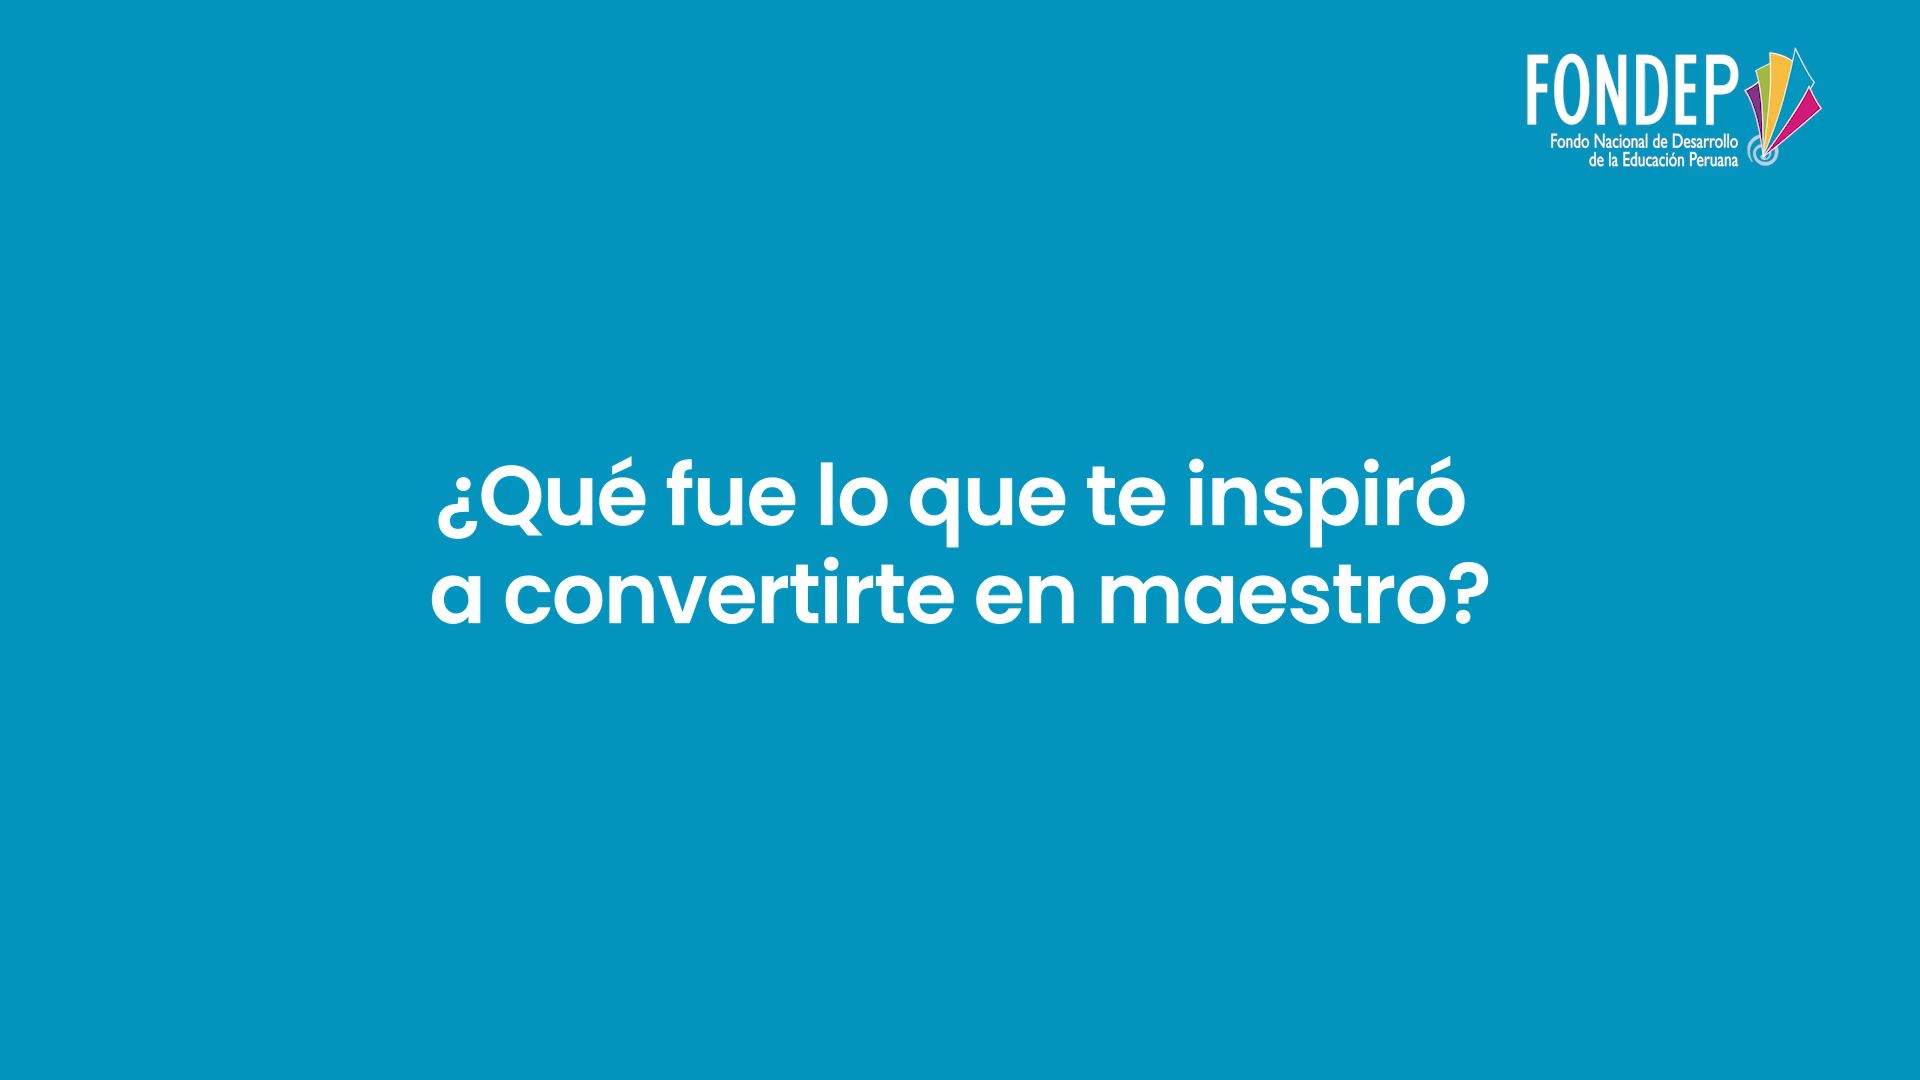 FONDEP
Fondo Nacional de Desarrollo
de la Educación Peruana
¿Qué fue lo que te inspiró
a convertirte en maestro?